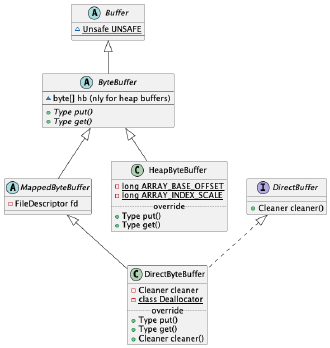 A Buffer
~ Unsafe UNSAFE
A ByteBuffer
~ byte[] hb (nly for heap buffers)
Type put()
Type get()
A MappedByteBuffer
FileDescriptor fd
C HeapByteBuffer
long ARRAY_BASE_OFFSET
long ARRAY_INDEX_SCALE
override
Type put()
Type get()
I DirectBuffer
Cleaner cleaner()
C DirectByteBuffer
Cleaner cleaner
class Deallocator
override
Type put()
Type get()
Cleaner cleaner()